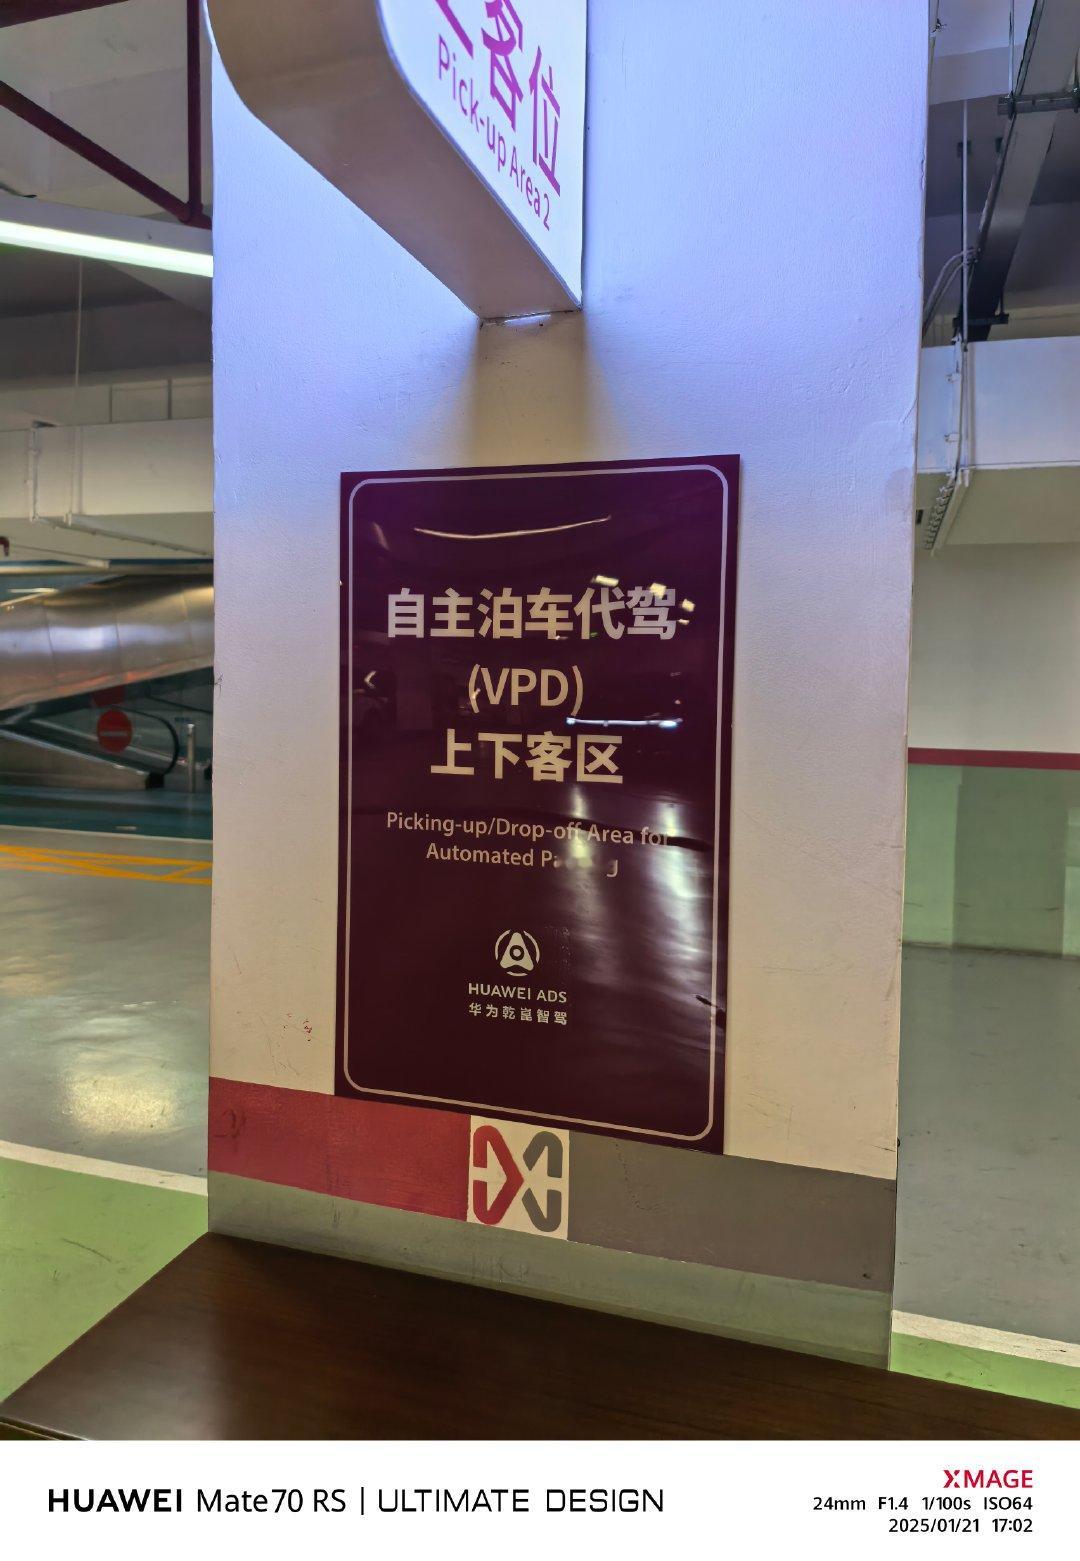 客位
Pick-up Area2
自主泊车代驾
(VPD)
上下客区
Picking-up/Drop-off Area for
Automated
HUAWEI ADS
华为乾崑智驾
HUAWEI Mate70 RS | ULTIMATE DESIGN
XMAGE
24mm F1.4 1/100s ISO64
2025/01/21 17:02